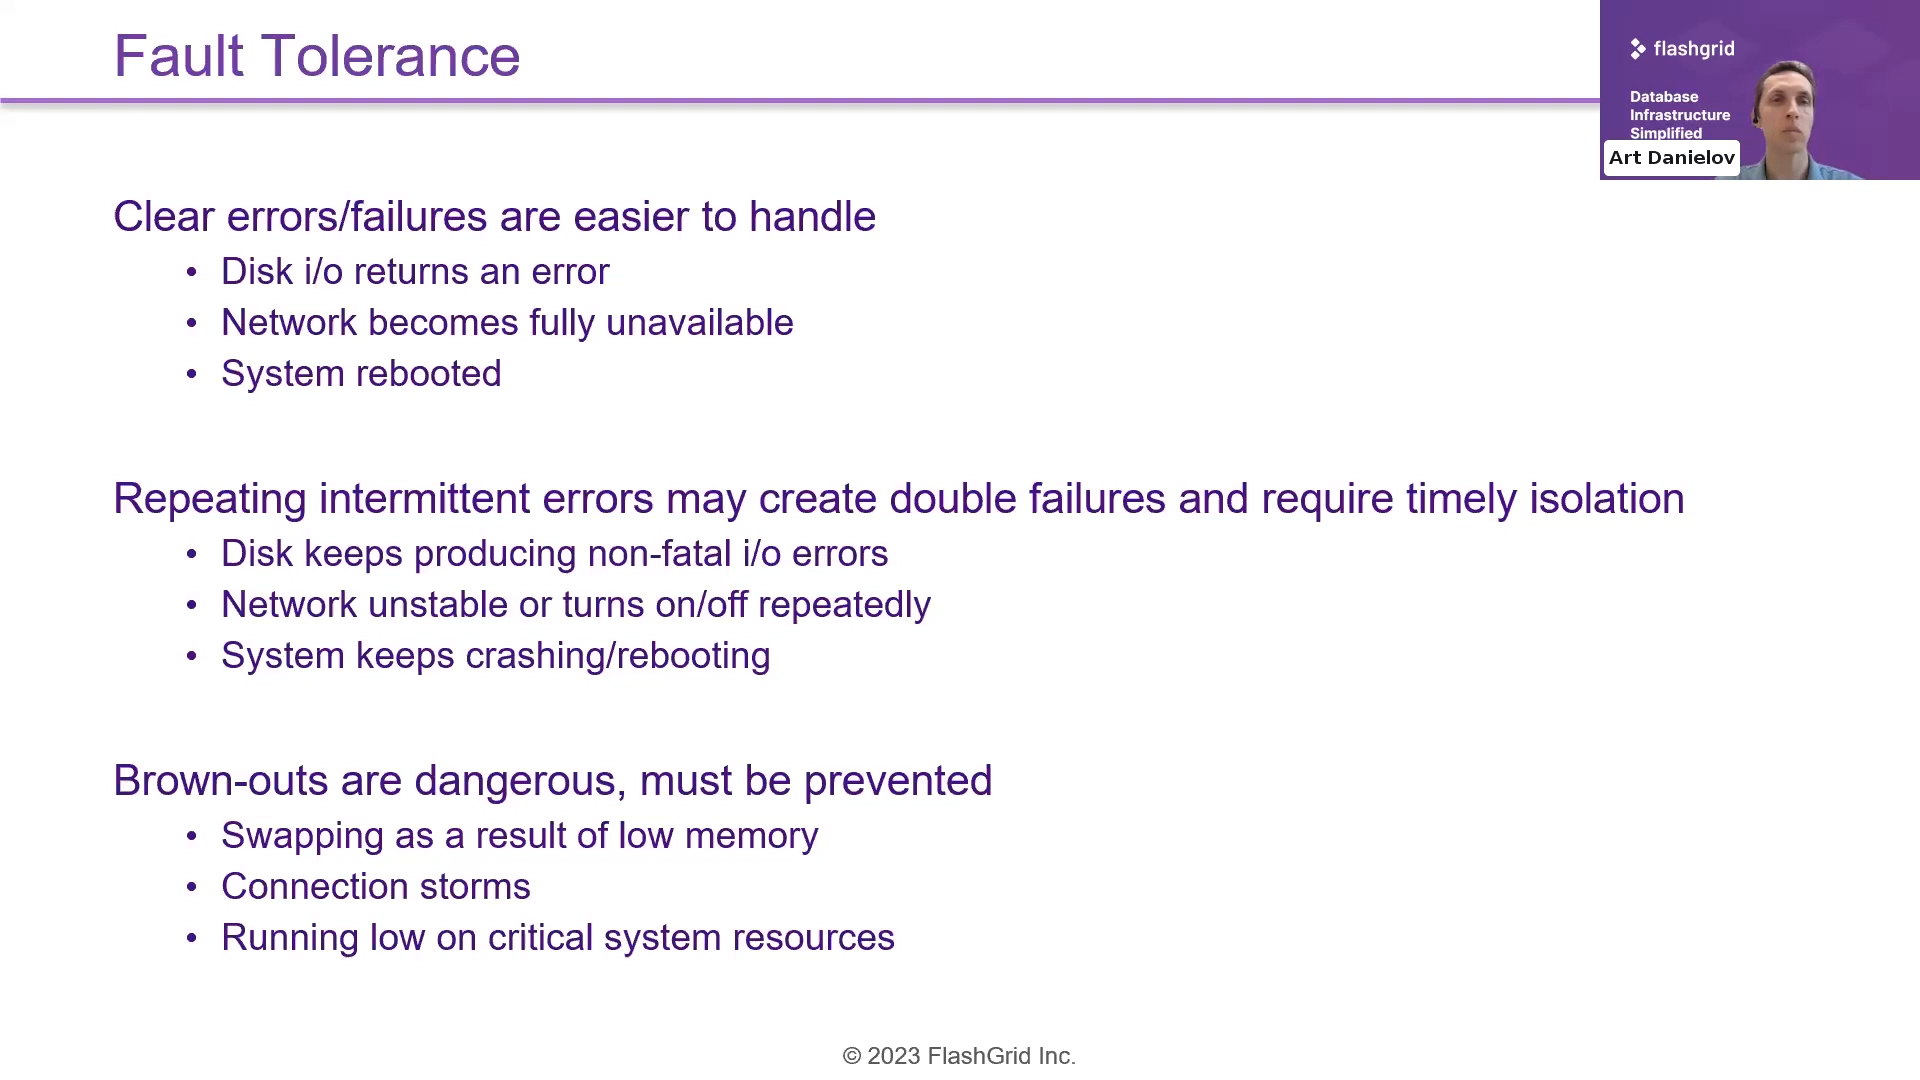 Fault Tolerance
flashgrid
Database
Infrastructure
Simplified
Art Danielov
Clear errors/failures are easier to handle
• Disk i/o returns an error
• Network becomes fully unavailable
• System rebooted
Repeating intermittent errors may create double failures and require timely isolation
• Disk keeps producing non-fatal i/o errors
• Network unstable or turns on/off repeatedly
• System keeps crashing/rebooting
Brown-outs are dangerous, must be prevented
• Swapping as a result of low memory
• Connection storms
• Running low on critical system resources
© 2023 FlashGrid Inc.